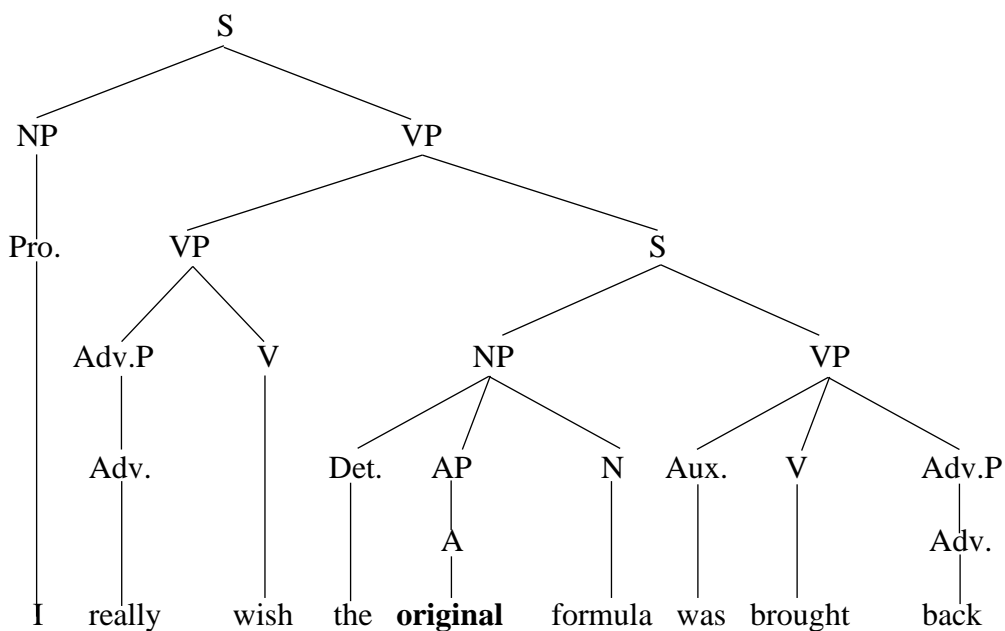 S
NP VP
Pro. VP S
Adv.P V NP VP
Adv. Det. AP N Aux. V Adv.P
A Adv.
I really wish the original formula was brought back